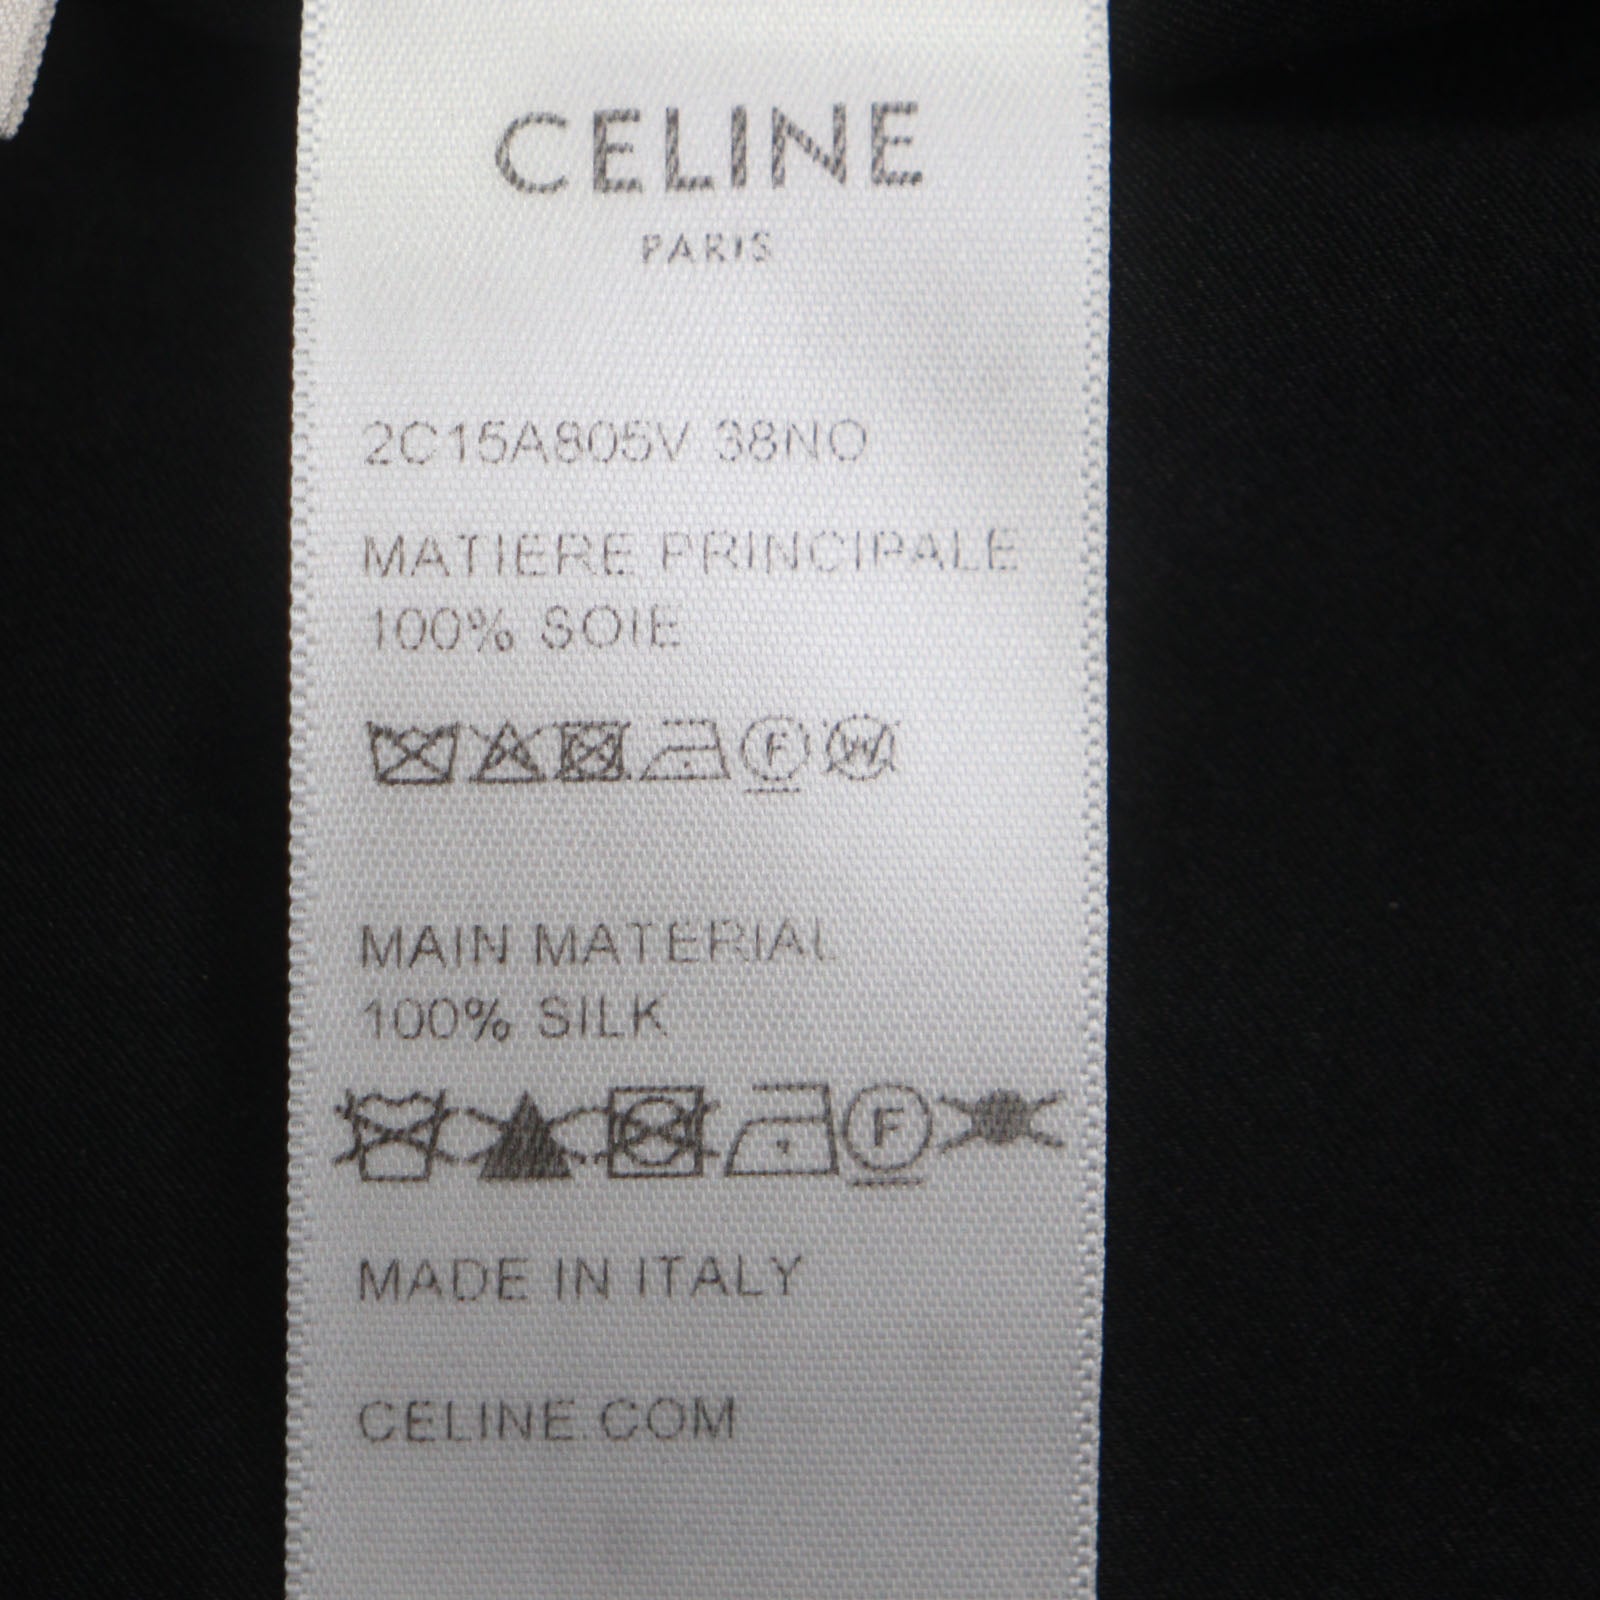 CELINE
PARIS
2C15A805V 38NO
MATIERE PRINCIPALE
100% SOIE
F W
MAIN MATERIAL
100% SILK
F
MADE IN ITALY
CELINE.COM